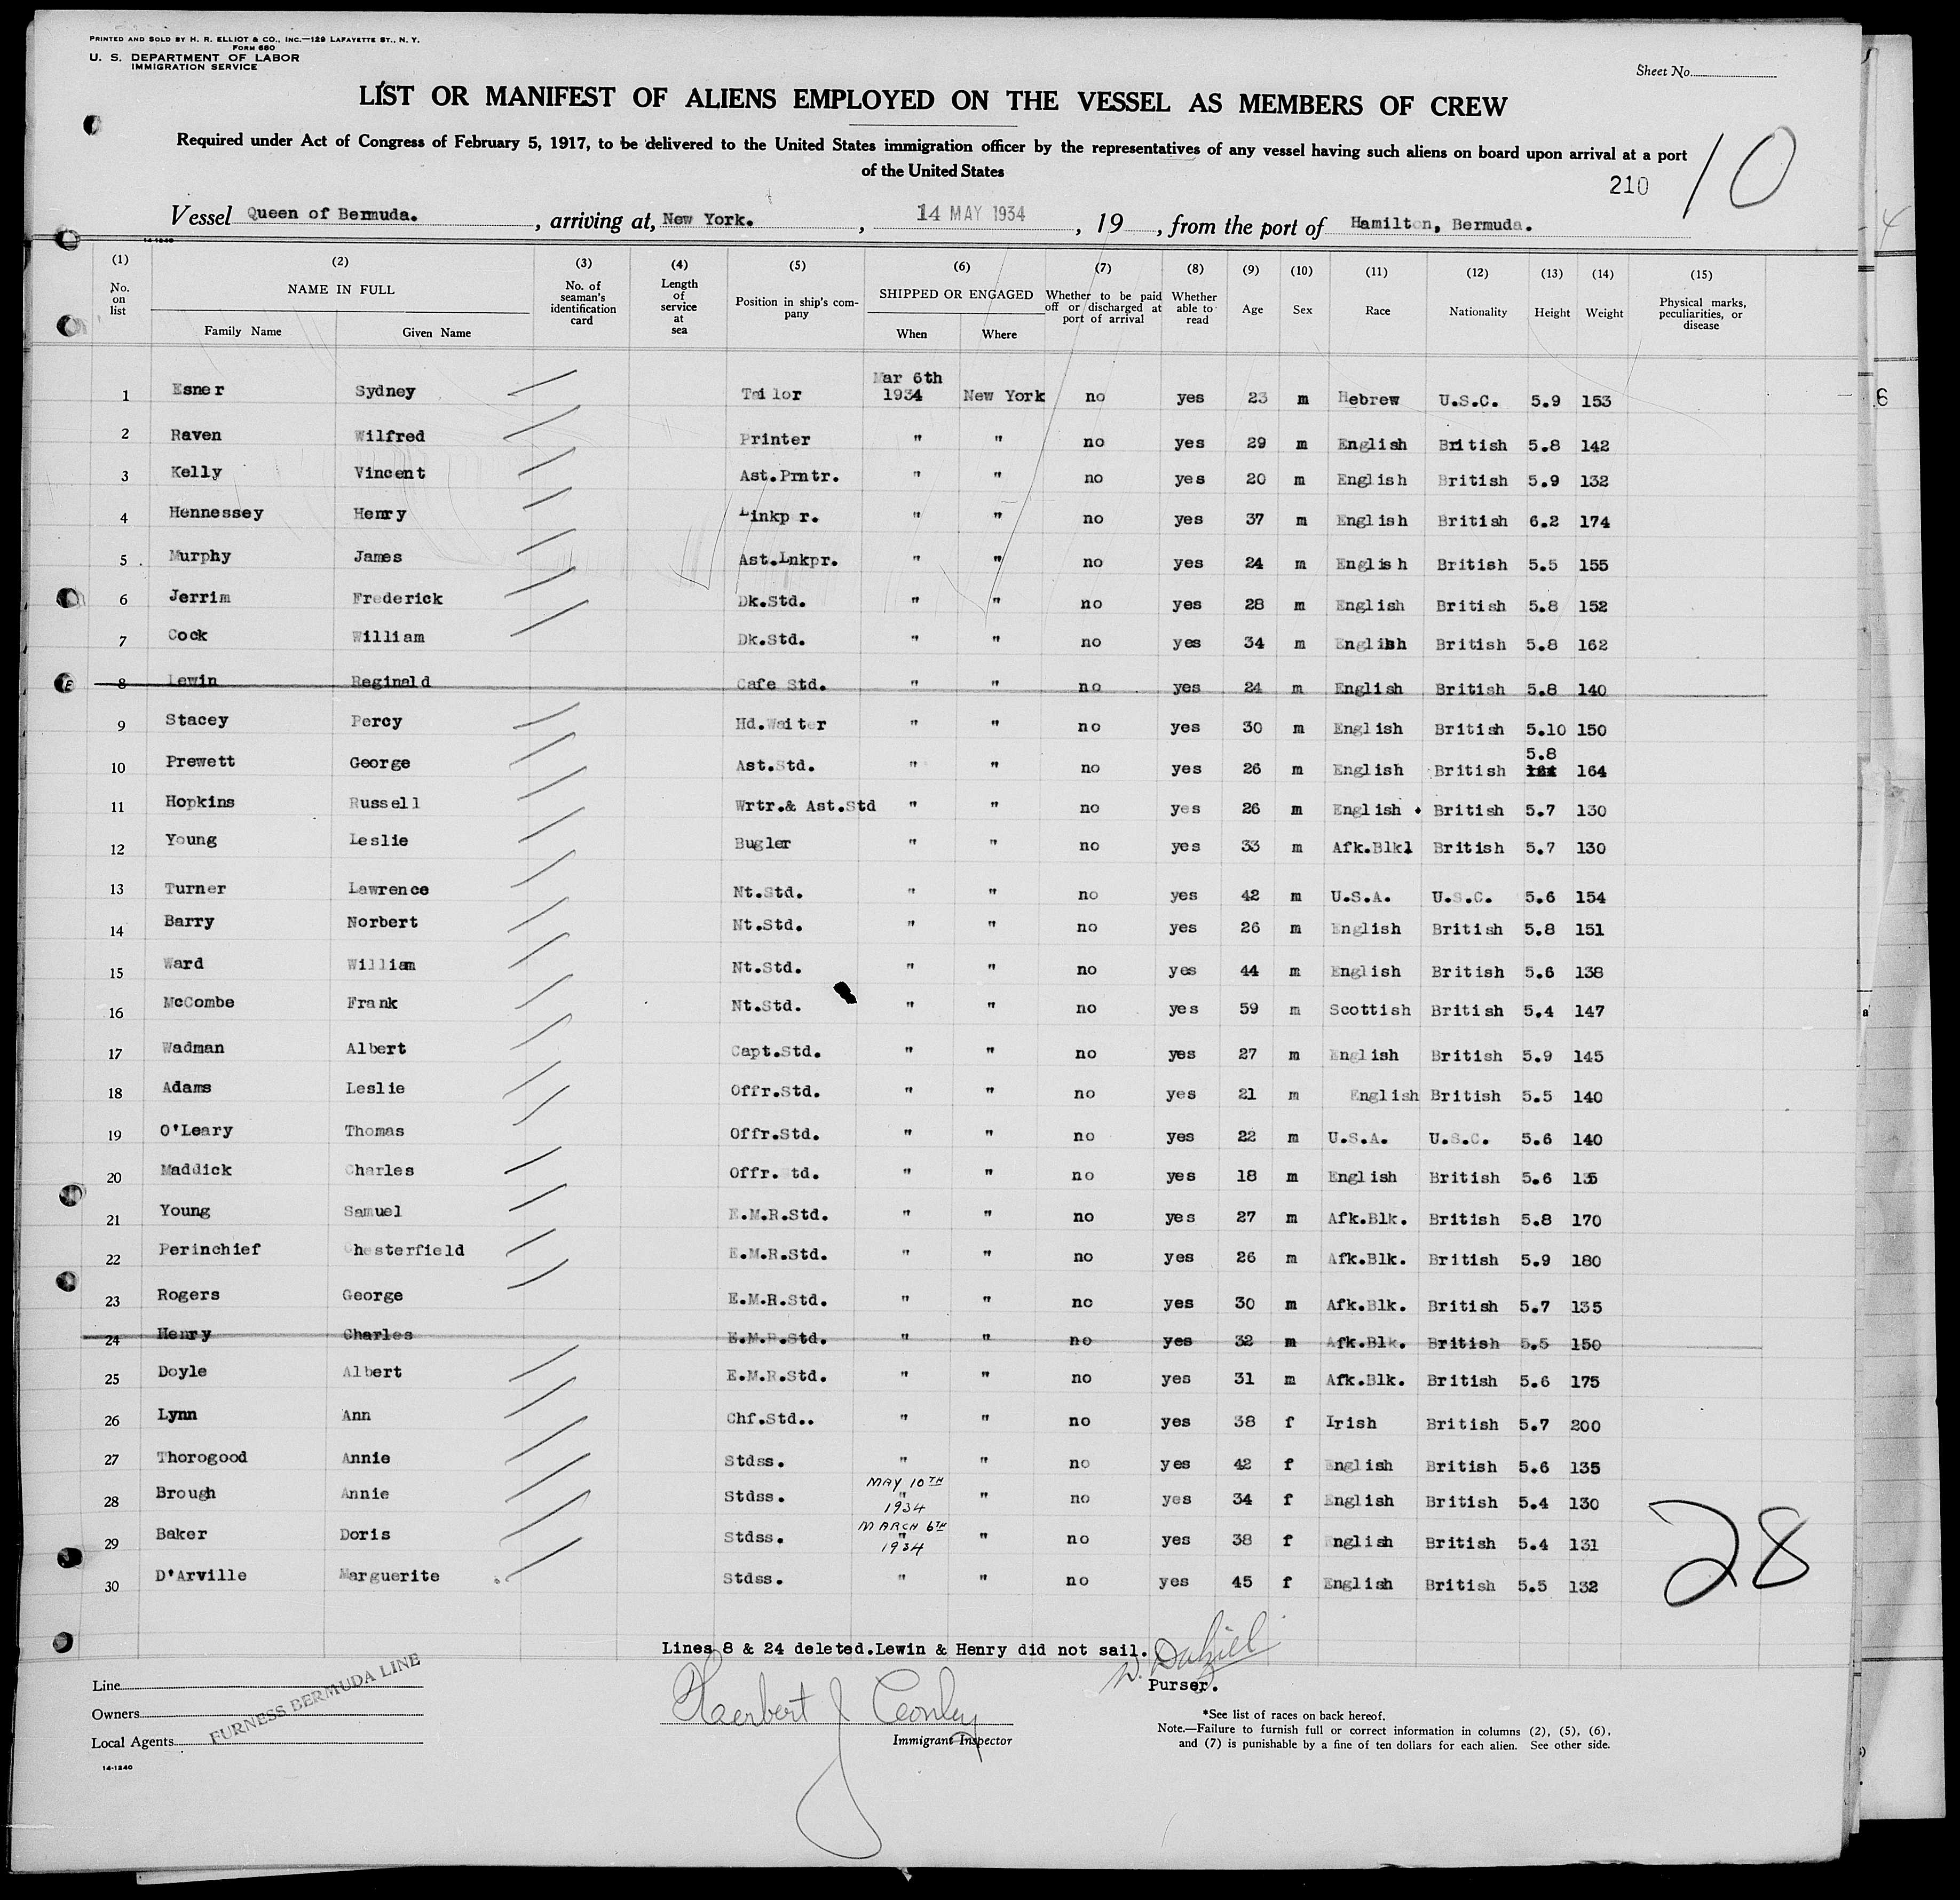 PRINTED AND SOLD BY H. R. ELLIOT & CO., INC.—129 LAFAYETTE ST., N. Y.
FORM 680
U. S. DEPARTMENT OF LABOR
IMMIGRATION SERVICE
Sheet No.
LIST OR MANIFEST OF ALIENS EMPLOYED ON THE VESSEL AS MEMBERS OF CREW
Required under Act of Congress of February 5, 1917, to be delivered to the United States immigration officer by the representatives of any vessel having such aliens on board upon arrival at a port
of the United States
210 10
Vessel Queen of Bermuda. , arriving at, New York. , 14 MAY 1934 , 19 , from the port of Hamilton, Bermuda.
14-1240
(1) (2) (3) (4) (5) (6) (7) (8) (9) (10) (11) (12) (13) (14) (15)
No. on list NAME IN FULL Family Name Given Name No. of seaman's identification card Length of service at sea Position in ship's company SHIPPED OR ENGAGED When Where Whether to be paid off or discharged at port of arrival Whether able to read Age Sex Race Nationality Height Weight Physical marks, peculiarities, or disease
1 Esner Sydney Tailor Mar 6th 1934 New York no yes 23 m Hebrew U.S.C. 5.9 153
2 Raven Wilfred Printer " " no yes 29 m English British 5.8 142
3 Kelly Vincent Ast.Prntr. " " no yes 20 m English British 5.9 132
4 Hennessey Henry Linkp r. " " no yes 37 m English British 6.2 174
5 Murphy James Ast.Lnkpr. " " no yes 24 m English British 5.5 155
6 Jerrim Frederick Dk.Std. " " no yes 28 m English British 5.8 152
7 Cock William Dk.Std. " " no yes 34 m English British 5.8 162
8 Lewin Reginald Cafe Std. " " no yes 24 m English British 5.8 140
9 Stacey Percy Hd.Waiter " " no yes 30 m English British 5.10 150
10 Prewett George Ast.Std. " " no yes 26 m English British 5.8 164
11 Hopkins Russell Wrtr.& Ast.Std " " no yes 26 m English British 5.7 130
12 Young Leslie Bugler " " no yes 33 m Afk.Blkl British 5.7 130
13 Turner Lawrence Nt.Std. " " no yes 42 m U.S.A. U.S.C. 5.6 154
14 Barry Norbert Nt.Std. " " no yes 26 m English British 5.8 151
15 Ward William Nt.Std. " " no yes 44 m English British 5.6 138
16 McCombe Frank Nt.Std. " " no yes 59 m Scottish British 5.4 147
17 Wadman Albert Capt.Std. " " no yes 27 m English British 5.9 145
18 Adams Leslie Offr.Std. " " no yes 21 m English British 5.5 140
19 O'Leary Thomas Offr.Std. " " no yes 22 m U.S.A. U.S.C. 5.6 140
20 Maddick Charles Offr.Std. " " no yes 18 m English British 5.6 135
21 Young Samuel E.M.R.Std. " " no yes 27 m Afk.Blk. British 5.8 170
22 Perinchief Chesterfield E.M.R.Std. " " no yes 26 m Afk.Blk. British 5.9 180
23 Rogers George E.M.R.Std. " " no yes 30 m Afk.Blk. British 5.7 135
24 Henry Charles E.M.R.Std. " " no yes 32 m Afk.Blk. British 5.5 150
25 Doyle Albert E.M.R.Std. " " no yes 31 m Afk.Blk. British 5.6 175
26 Lynn Ann Chf.Std.. " " no yes 38 f Irish British 5.7 200
27 Thorogood Annie Stdss. " " no yes 42 f English British 5.6 135
28 Brough Annie Stdss. MAY 10TH " 1934 " no yes 34 f English British 5.4 130
29 Baker Doris Stdss. MARCH 6TH " 1934 " no yes 38 f English British 5.4 131
30 D'Arville Marguerite Stdss. " " no yes 45 f English British 5.5 132
28
Lines 8 & 24 deleted.Lewin & Henry did not sail.
Purser.
Line
Owners
Local Agents
FURNESS BERMUDA LINE
Herbert J
Immigrant Inspector
*See list of races on back hereof.
Note.—Failure to furnish full or correct information in columns (2), (5), (6),
and (7) is punishable by a fine of ten dollars for each alien. See other side.
14-1240